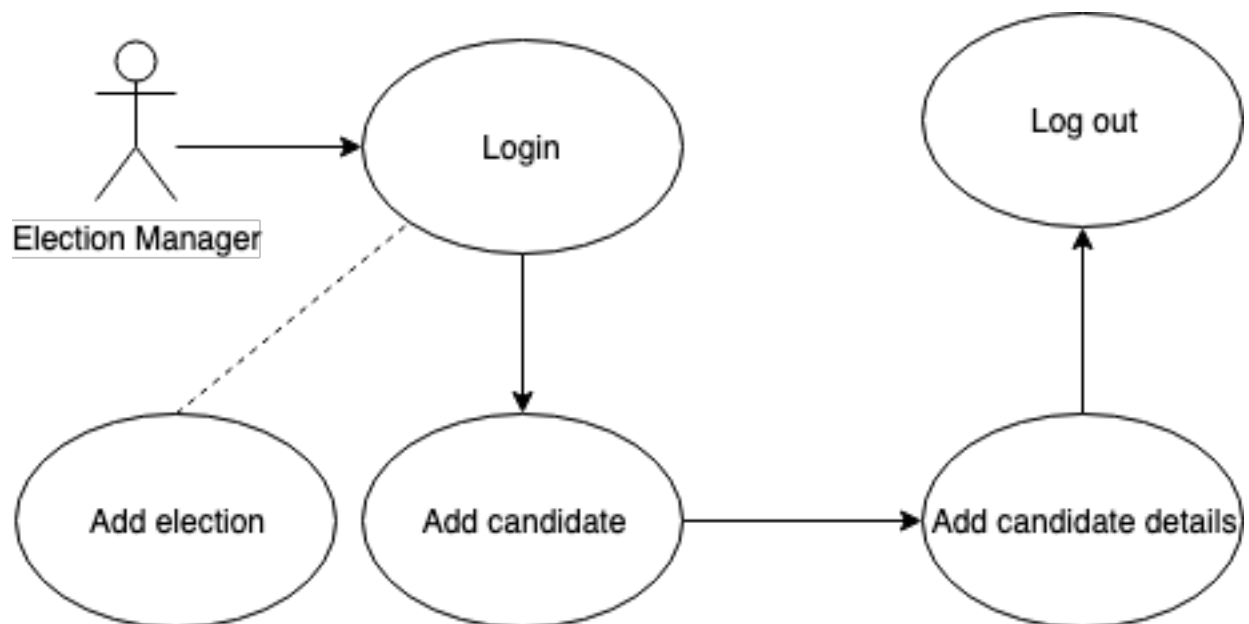 Login
Log out
Election Manager
Add election
Add candidate
Add candidate details